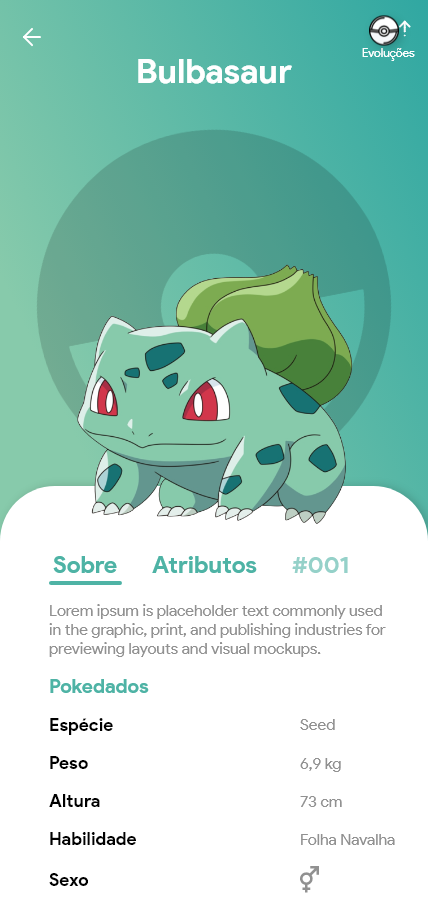 Evoluções
Bulbasaur
Sobre Atributos #001
Lorem ipsum is placeholder text commonly used
in the graphic, print, and publishing industries for
previewing layouts and visual mockups.
Pokedados
Espécie Seed
Peso 6,9 kg
Altura 73 cm
Habilidade Folha Navalha
Sexo